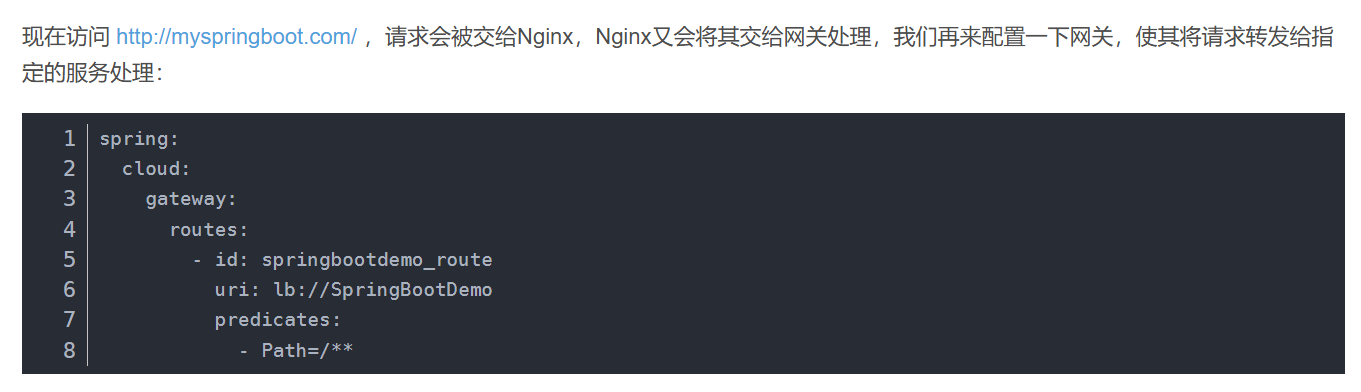 现在访问 http://myspringboot.com/ ，请求会被交给Nginx，Nginx又会将其交给网关处理，我们再来配置一下网关，使其将请求转发给指
定的服务处理：
1 spring:
2   cloud:
3     gateway:
4       routes:
5         - id: springbootdemo_route
6           uri: lb://SpringBootDemo
7           predicates:
8             - Path=/**